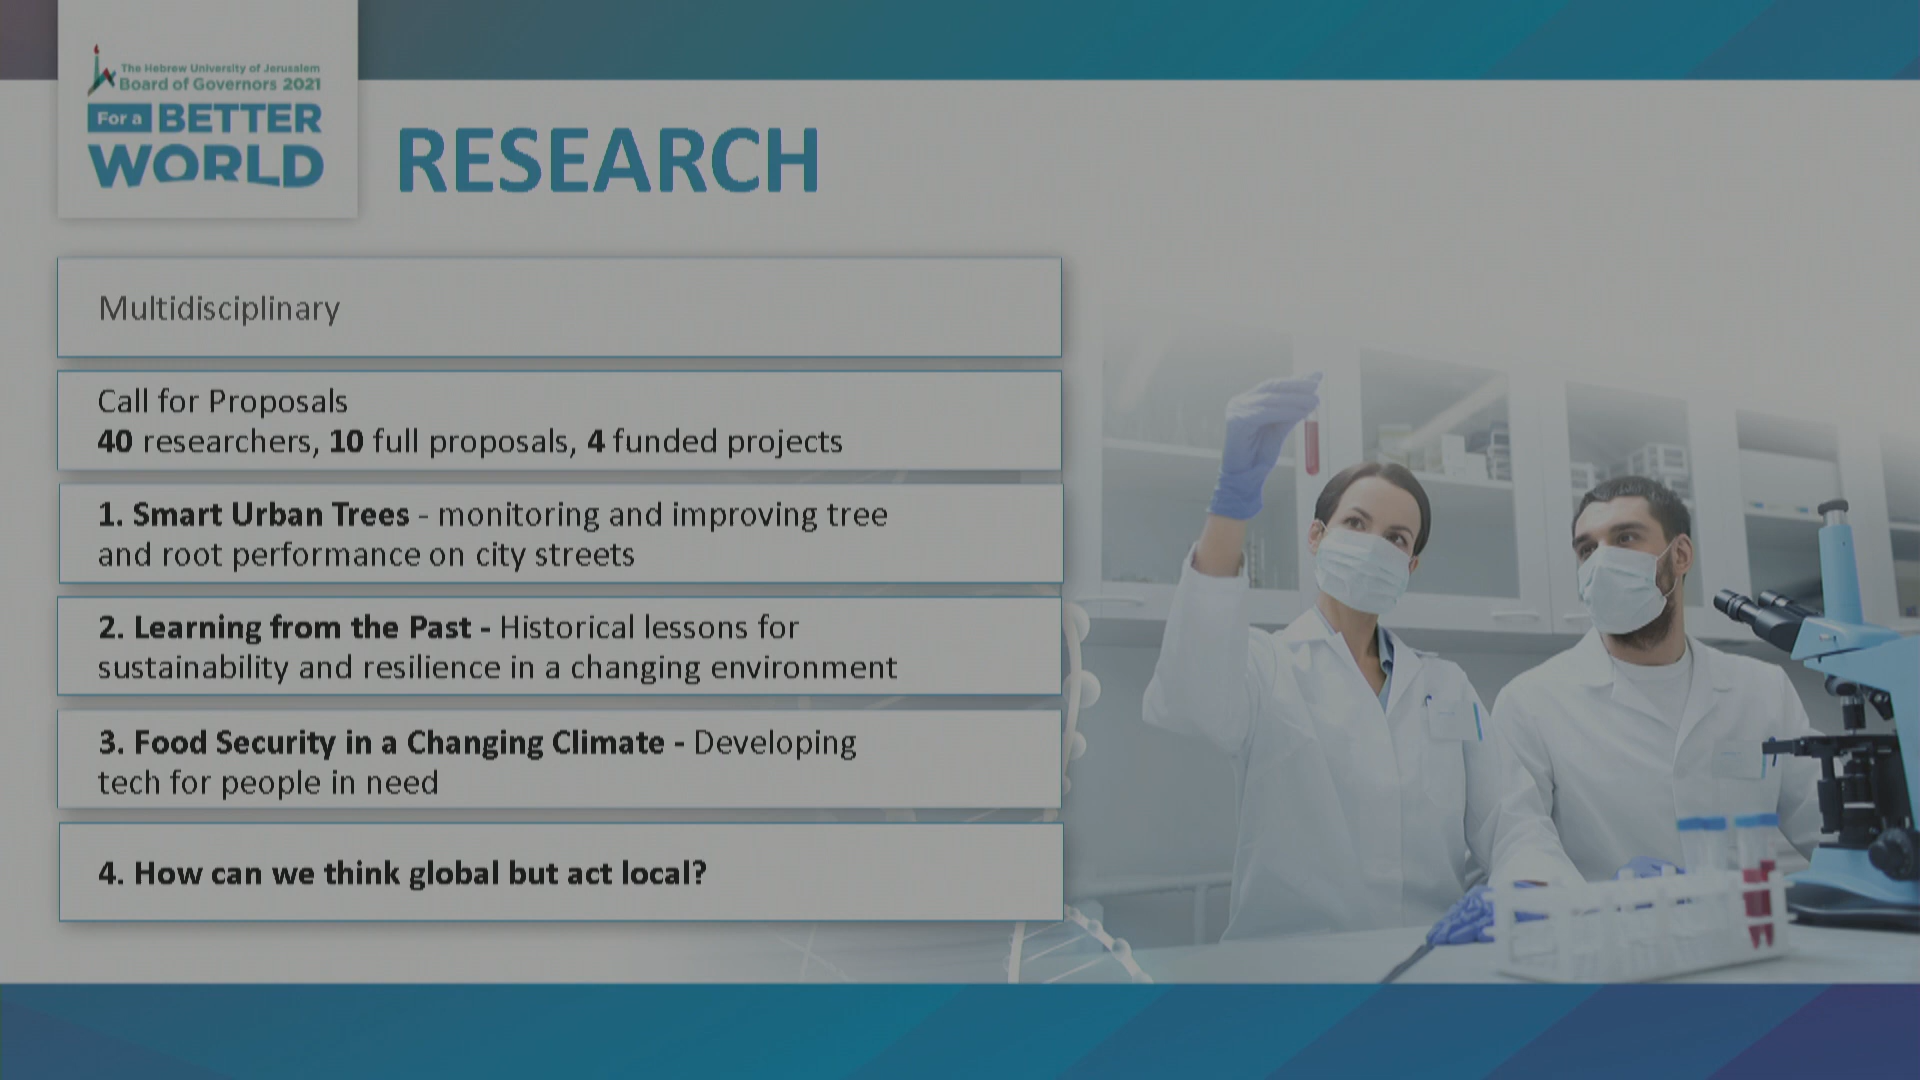 The Hebrew University of Jerusalem
Board of Governors 2021
For a BETTER
WORLD
RESEARCH
Multidisciplinary
Call for Proposals
40 researchers, 10 full proposals, 4 funded projects
1. Smart Urban Trees - monitoring and improving tree
and root performance on city streets
2. Learning from the Past - Historical lessons for
sustainability and resilience in a changing environment
3. Food Security in a Changing Climate - Developing
tech for people in need
4. How can we think global but act local?